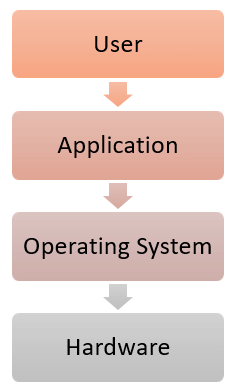 User
Application
Operating System
Hardware